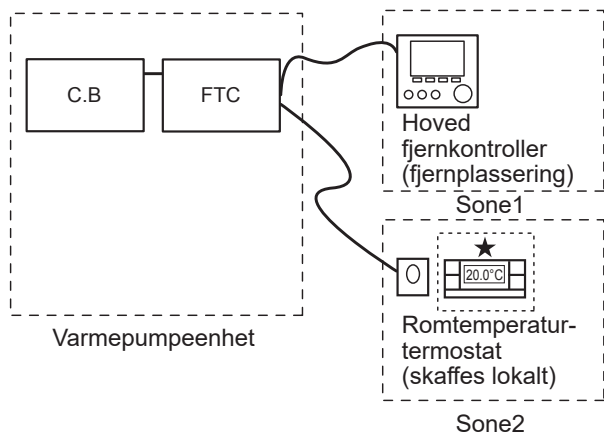 C.B
FTC
Varmepumpeenhet
Hoved
fjernkontroller
(fjernplassering)
Sone1
20.0°C
Romtemperatur-
termostat
(skaffes lokalt)
Sone2